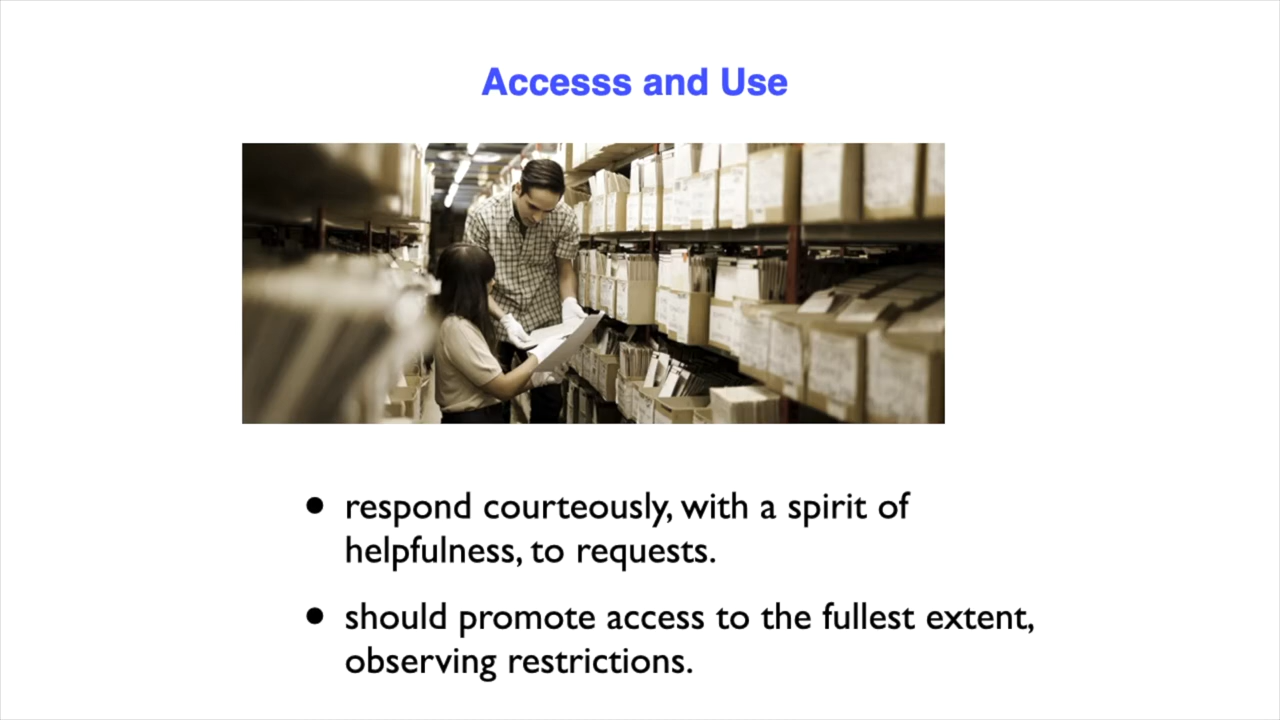 Accesss and Use
• respond courteously, with a spirit of
helpfulness, to requests.
• should promote access to the fullest extent,
observing restrictions.